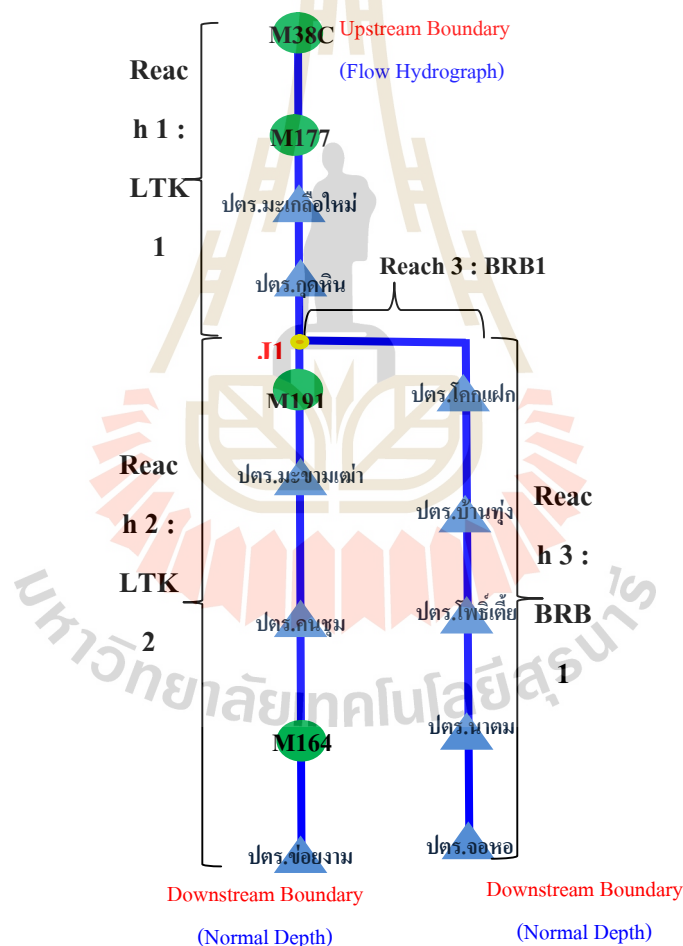 M38C
Upstream Boundary
(Flow Hydrograph)
Reac
h 1 :
LTK
1
M177
ปตร.มะเกลือใหม่
ปตร.กุดหิน
Reach 3 : BRB1
J1
M191
ปตร.โคกแฝก
ปตร.มะขามเฒ่า
Reac
h 2 :
LTK
2
ปตร.บ้านทุ่ง
Reac
h 3 :
BRB
1
ปตร.คนชุม
ปตร.โพธิ์เตี้ย
ปตร.นาตม
M164
ปตร.ข่อยงาม
ปตร.จอหอ
Downstream Boundary
(Normal Depth)
Downstream Boundary
(Normal Depth)
มหาวิทยาลัยเทคโนโลยีสุรนารี